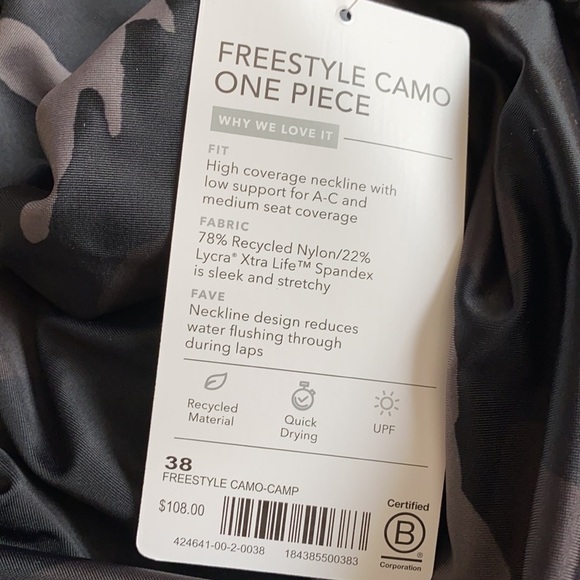 FREESTYLE CAMO
ONE PIECE
WHY WE LOVE IT
FIT
High coverage neckline with
low support for A-C and
medium seat coverage
FABRIC
78% Recycled Nylon/22%
Lycra® Xtra Life™ Spandex
is sleek and stretchy
FAVE
Neckline design reduces
water flushing through
during laps
Recycled
Material
Quick
Drying
UPF
38
FREESTYLE CAMO-CAMP
$108.00
424641-00-2-0038
184385500383
Certified
B®
Corporation